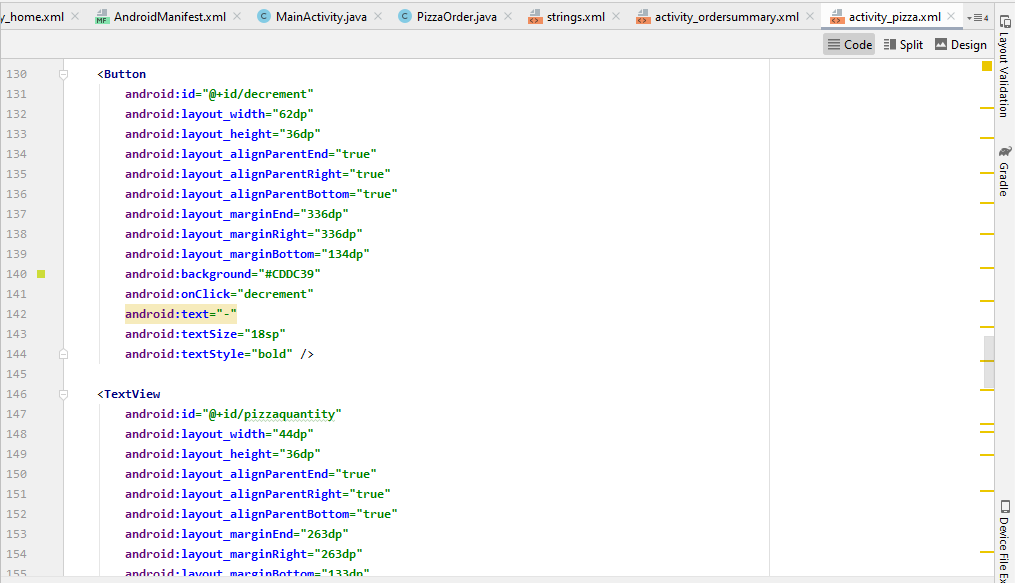 y_home.xml
AndroidManifest.xml
MainActivity.java
PizzaOrder.java
strings.xml
activity_ordersummary.xml
activity_pizza.xml
4
Code
Split
Design
130 <Button
131 android:id="@+id/decrement"
132 android:layout_width="62dp"
133 android:layout_height="36dp"
134 android:layout_alignParentEnd="true"
135 android:layout_alignParentRight="true"
136 android:layout_alignParentBottom="true"
137 android:layout_marginEnd="336dp"
138 android:layout_marginRight="336dp"
139 android:layout_marginBottom="134dp"
140 android:background="#CDDC39"
141 android:onClick="decrement"
142 android:text="-"
143 android:textSize="18sp"
144 android:textStyle="bold" />
145
146 <TextView
147 android:id="@+id/pizzaquantity"
148 android:layout_width="44dp"
149 android:layout_height="36dp"
150 android:layout_alignParentEnd="true"
151 android:layout_alignParentRight="true"
152 android:layout_alignParentBottom="true"
153 android:layout_marginEnd="263dp"
154 android:layout_marginRight="263dp"
155 android:layout_marginBottom="133dp"
Layout Validation
Gradle
Device File Ex